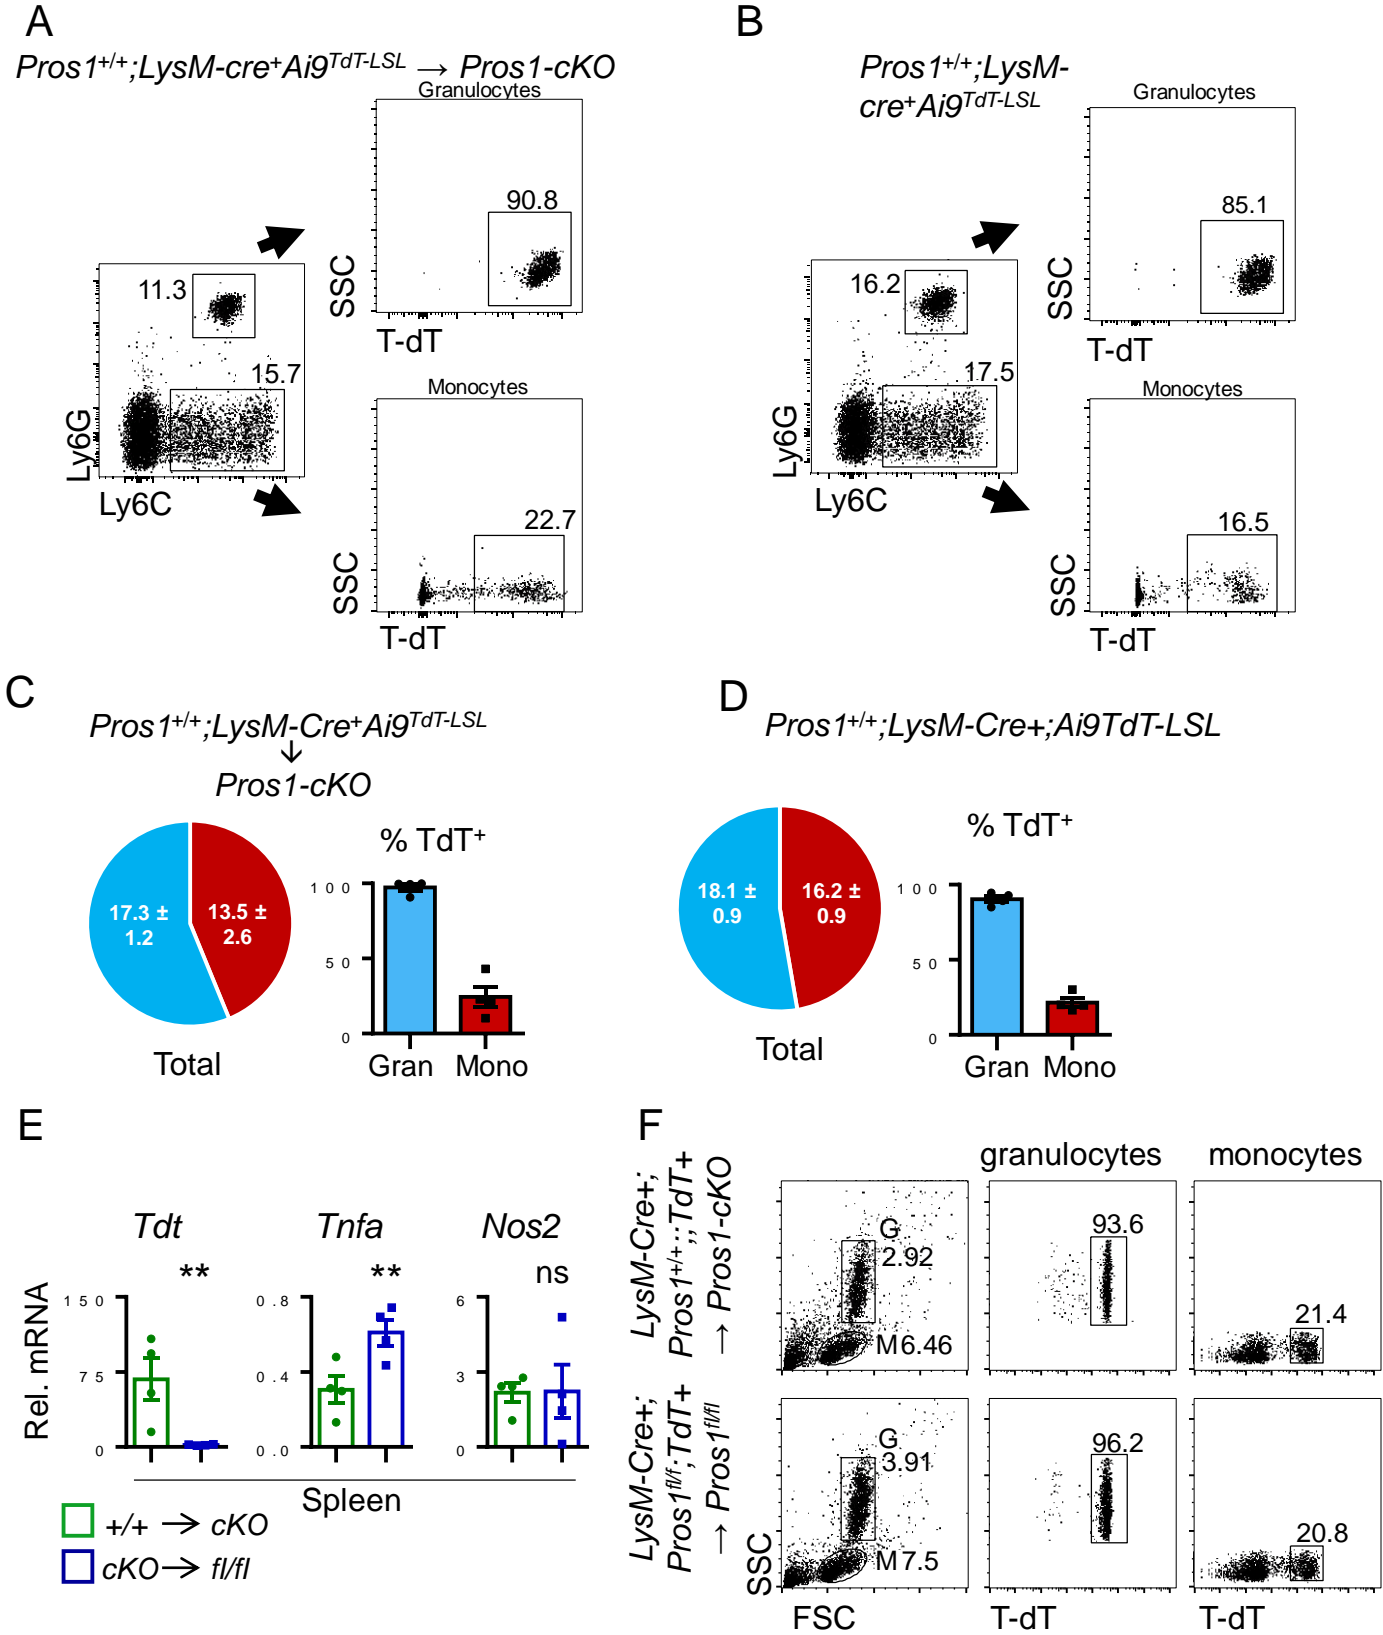 A
Pros1+/+;LysM-cre+Ai9TdT-LSL → Pros1-cKO
Granulocytes
90.8
SSC
T-dT
11.3
15.7
Ly6G
Ly6C
Monocytes
22.7
SSC
T-dT
B
Pros1+/+;LysM-
cre+Ai9TdT-LSL
Granulocytes
85.1
SSC
T-dT
16.2
17.5
Ly6G
Ly6C
Monocytes
16.5
SSC
T-dT
C
Pros1+/+;LysM-Cre+Ai9TdT-LSL
↓
Pros1-cKO
17.3 ±
1.2
13.5 ±
2.6
Total
% TdT+
100
50
0
Gran Mono
D
Pros1+/+;LysM-Cre+;Ai9TdT-LSL
18.1 ±
0.9
16.2 ±
0.9
Total
% TdT+
100
50
0
Gran Mono
E
Rel. mRNA
Tdt
**
150
75
0
Tnfa
**
0.8
0.4
0.0
Nos2
ns
6
3
0
Spleen
+/+ → cKO
cKO → fl/fl
F
granulocytes
monocytes
LysM-Cre+;
Pros1+/+;;TdT+
→ Pros1-cKO
G
2.92
M 6.46
93.6
21.4
LysM-Cre+;
Pros1fl/f;TdT+
→ Pros1fl/fl
G
3.91
M 7.5
96.2
20.8
SSC
FSC
T-dT
T-dT